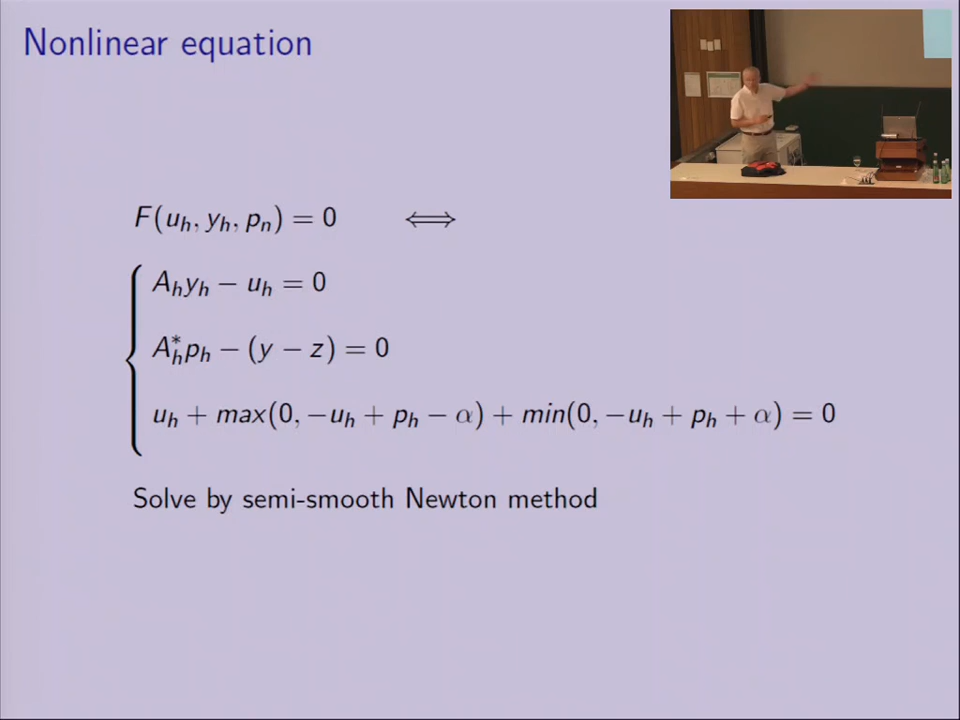 Nonlinear equation
F(u_h, y_h, p_n) = 0 ⟺
A_h y_h − u_h = 0
A_h^* p_h − (y − z) = 0
u_h + max(0, −u_h + p_h − α) + min(0, −u_h + p_h + α) = 0
Solve by semi-smooth Newton method